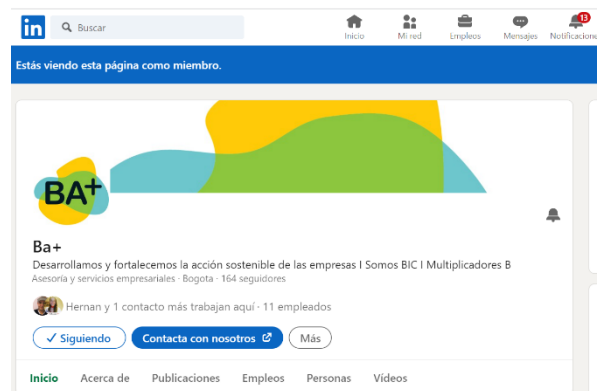 in
Buscar
Inicio
Mi red
Empleos
Mensajes
13
Notificacione
Estás viendo esta página como miembro.
BA+
Ba+
Desarrollamos y fortalecemos la acción sostenible de las empresas I Somos BIC I Multiplicadores B
Asesoría y servicios empresariales · Bogota · 164 seguidores
Hernan y 1 contacto más trabajan aquí · 11 empleados
✓ Siguiendo
Contacta con nosotros
Más
Inicio Acerca de Publicaciones Empleos Personas Vídeos